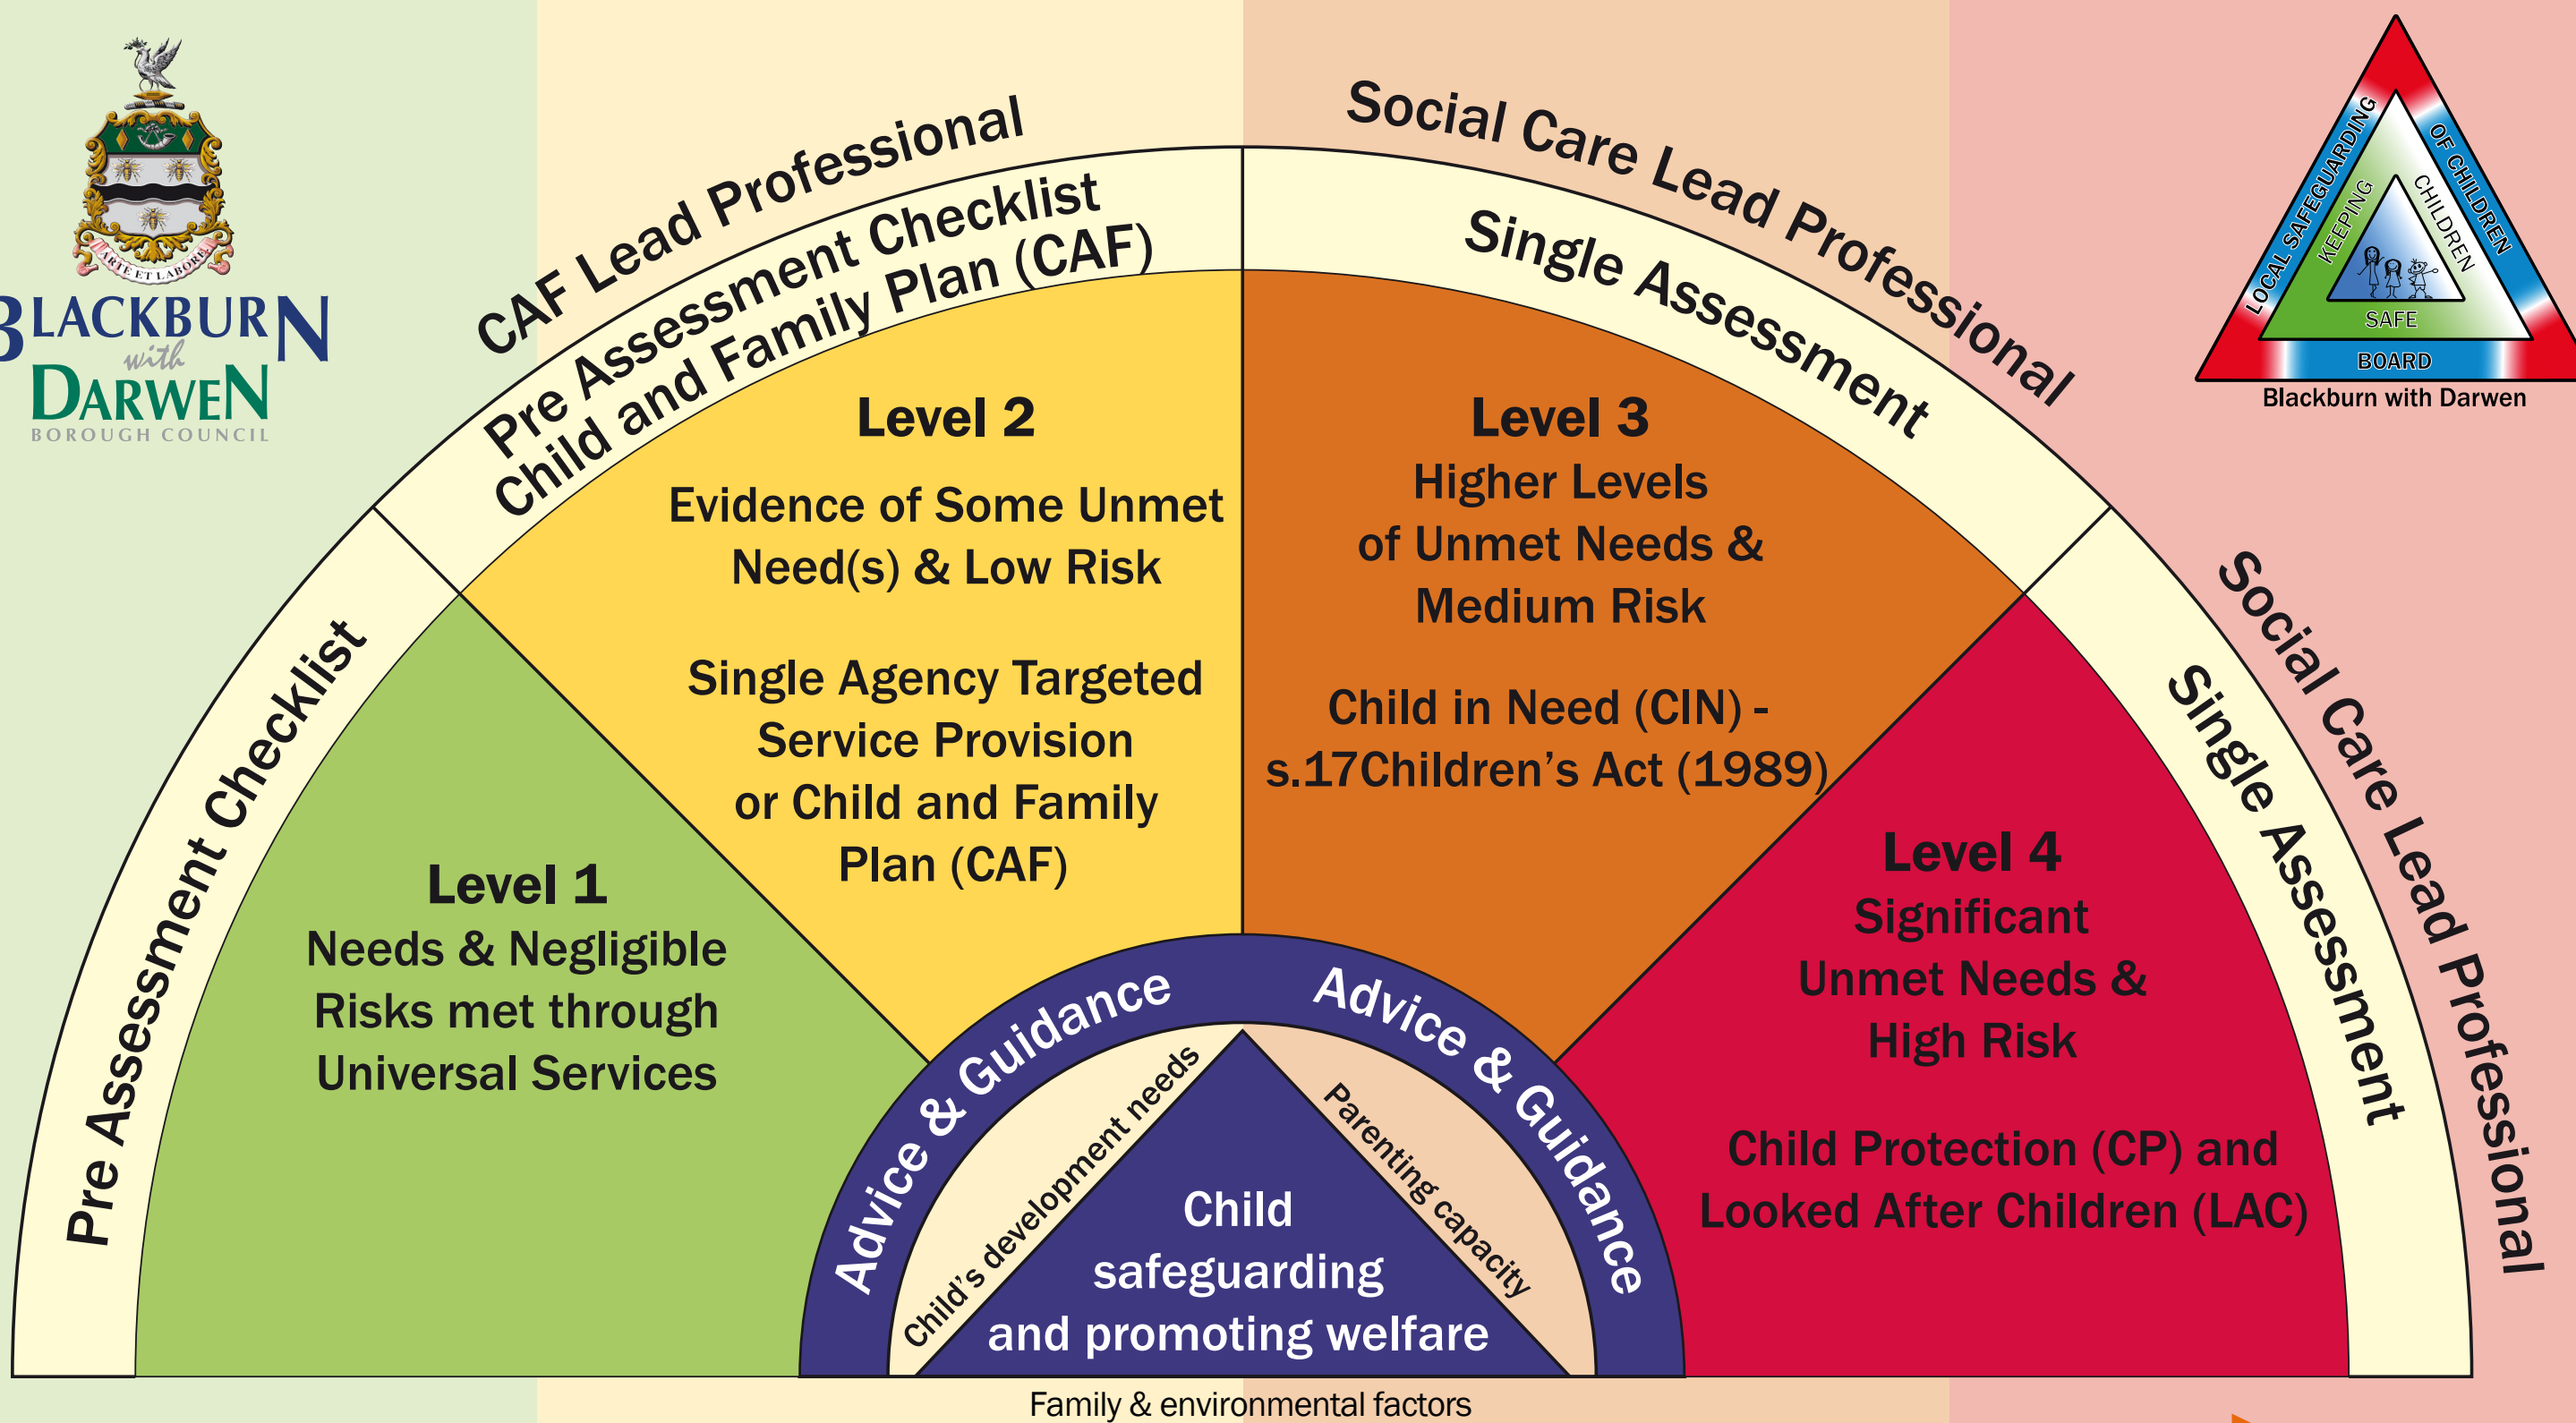 ARTE ET LABORE
BLACKBURN
with
DARWEN
BOROUGH COUNCIL
CAF Lead Professional
Social Care Lead Professional
LOCAL SAFEGUARDING
OF CHILDREN
BOARD
KEEPING
CHILDREN
SAFE
Blackburn with Darwen
Pre Assessment Checklist
Child and Family Plan (CAF)
Single Assessment
Social Care Lead Professional
Single Assessment
Pre Assessment Checklist
Level 1
Needs & Negligible
Risks met through
Universal Services
Level 2
Evidence of Some Unmet
Need(s) & Low Risk
Single Agency Targeted
Service Provision
or Child and Family
Plan (CAF)
Level 3
Higher Levels
of Unmet Needs &
Medium Risk
Child in Need (CIN) -
s.17Children’s Act (1989)
Level 4
Significant
Unmet Needs &
High Risk
Child Protection (CP) and
Looked After Children (LAC)
Advice & Guidance
Advice & Guidance
Child’s development needs
Parenting capacity
Child
safeguarding
and promoting welfare
Family & environmental factors